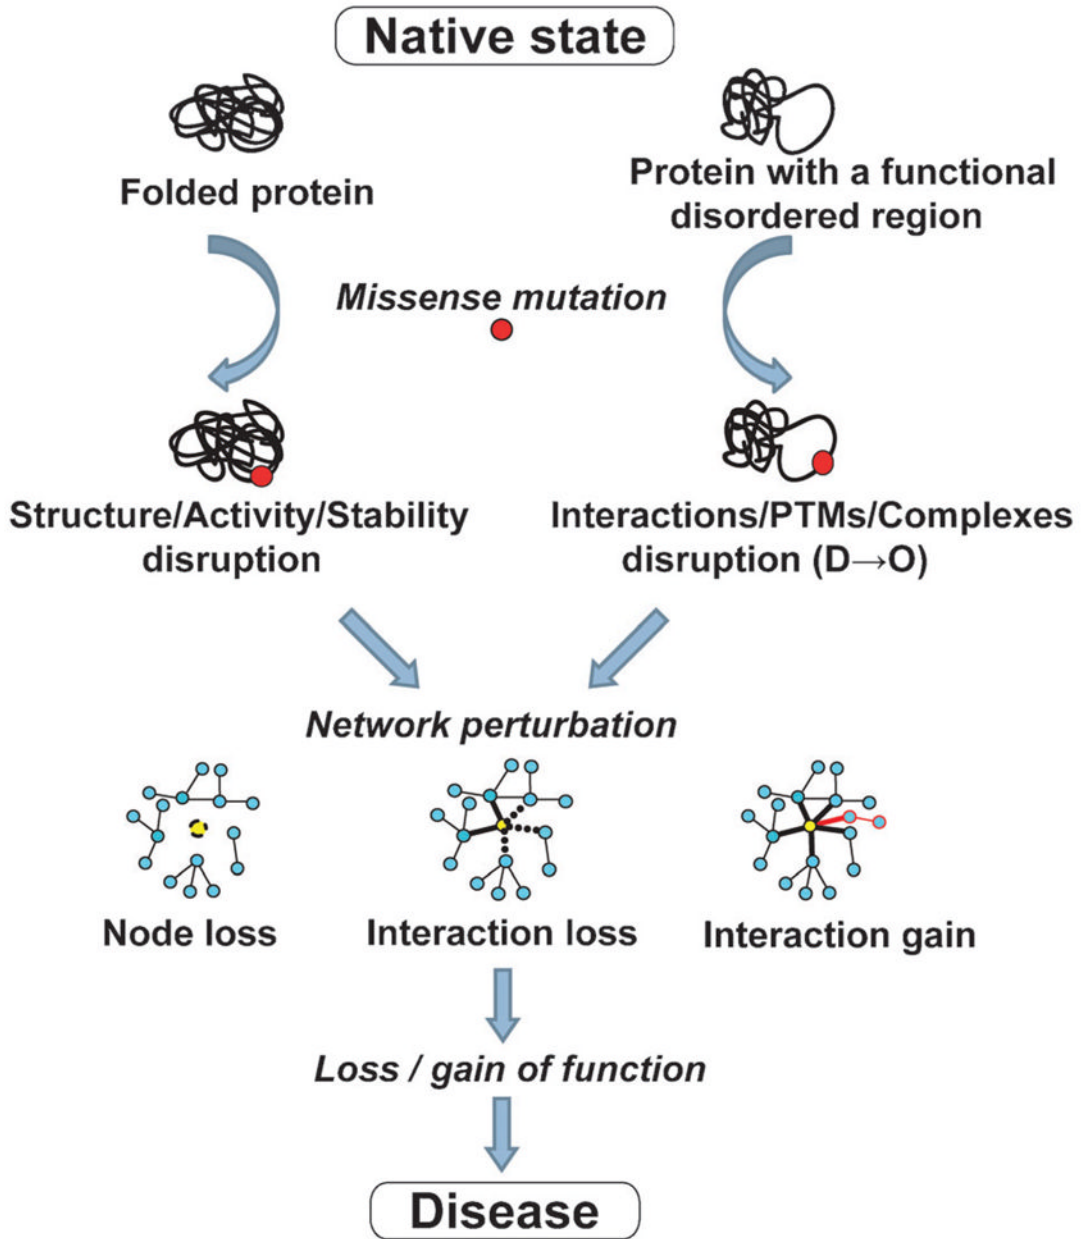 Native state
Folded protein
Protein with a functional
disordered region
Missense mutation
Structure/Activity/Stability
disruption
Interactions/PTMs/Complexes
disruption (D→O)
Network perturbation
Node loss
Interaction loss
Interaction gain
Loss / gain of function
Disease